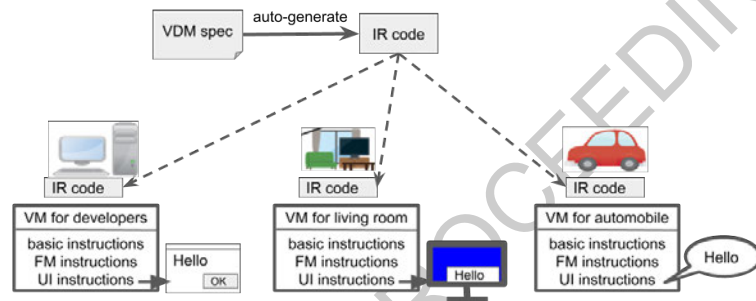 auto-generate
VDM spec
IR code
IR code
IR code
IR code
VM for developers
basic instructions
FM instructions
UI instructions
Hello
OK
VM for living room
basic instructions
FM instructions
UI instructions
Hello
VM for automobile
basic instructions
FM instructions
UI instructions
Hello